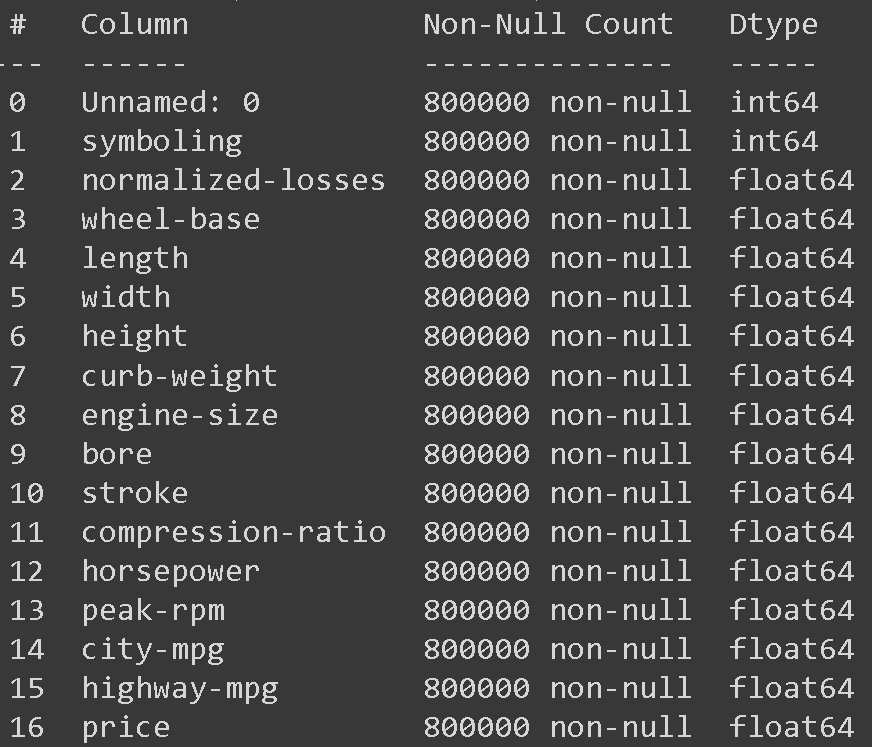 # Column Non-Null Count Dtype
--- ------ -------------- -----
0 Unnamed: 0 800000 non-null int64
1 symboling 800000 non-null int64
2 normalized-losses 800000 non-null float64
3 wheel-base 800000 non-null float64
4 length 800000 non-null float64
5 width 800000 non-null float64
6 height 800000 non-null float64
7 curb-weight 800000 non-null float64
8 engine-size 800000 non-null float64
9 bore 800000 non-null float64
10 stroke 800000 non-null float64
11 compression-ratio 800000 non-null float64
12 horsepower 800000 non-null float64
13 peak-rpm 800000 non-null float64
14 city-mpg 800000 non-null float64
15 highway-mpg 800000 non-null float64
16 price 800000 non-null float64